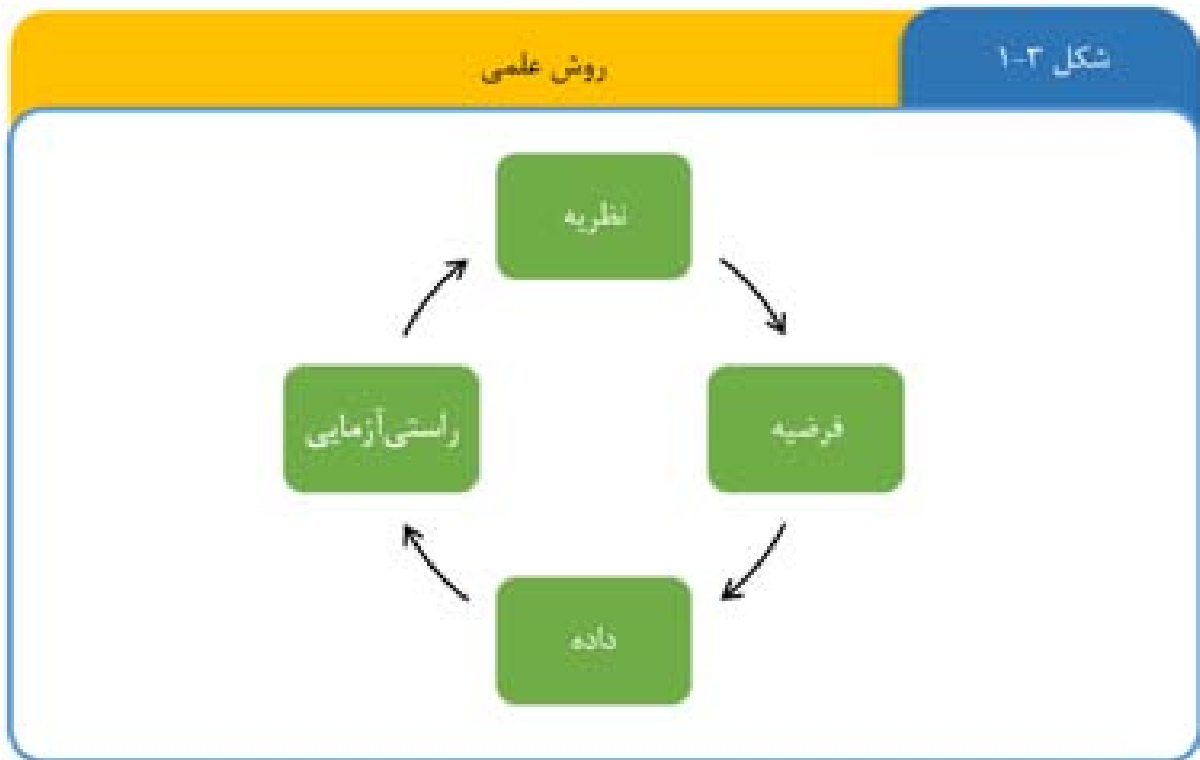 شکل ۳-۱
روش علمی
نظریه
فرضیه
داده
راستی‌آزمایی